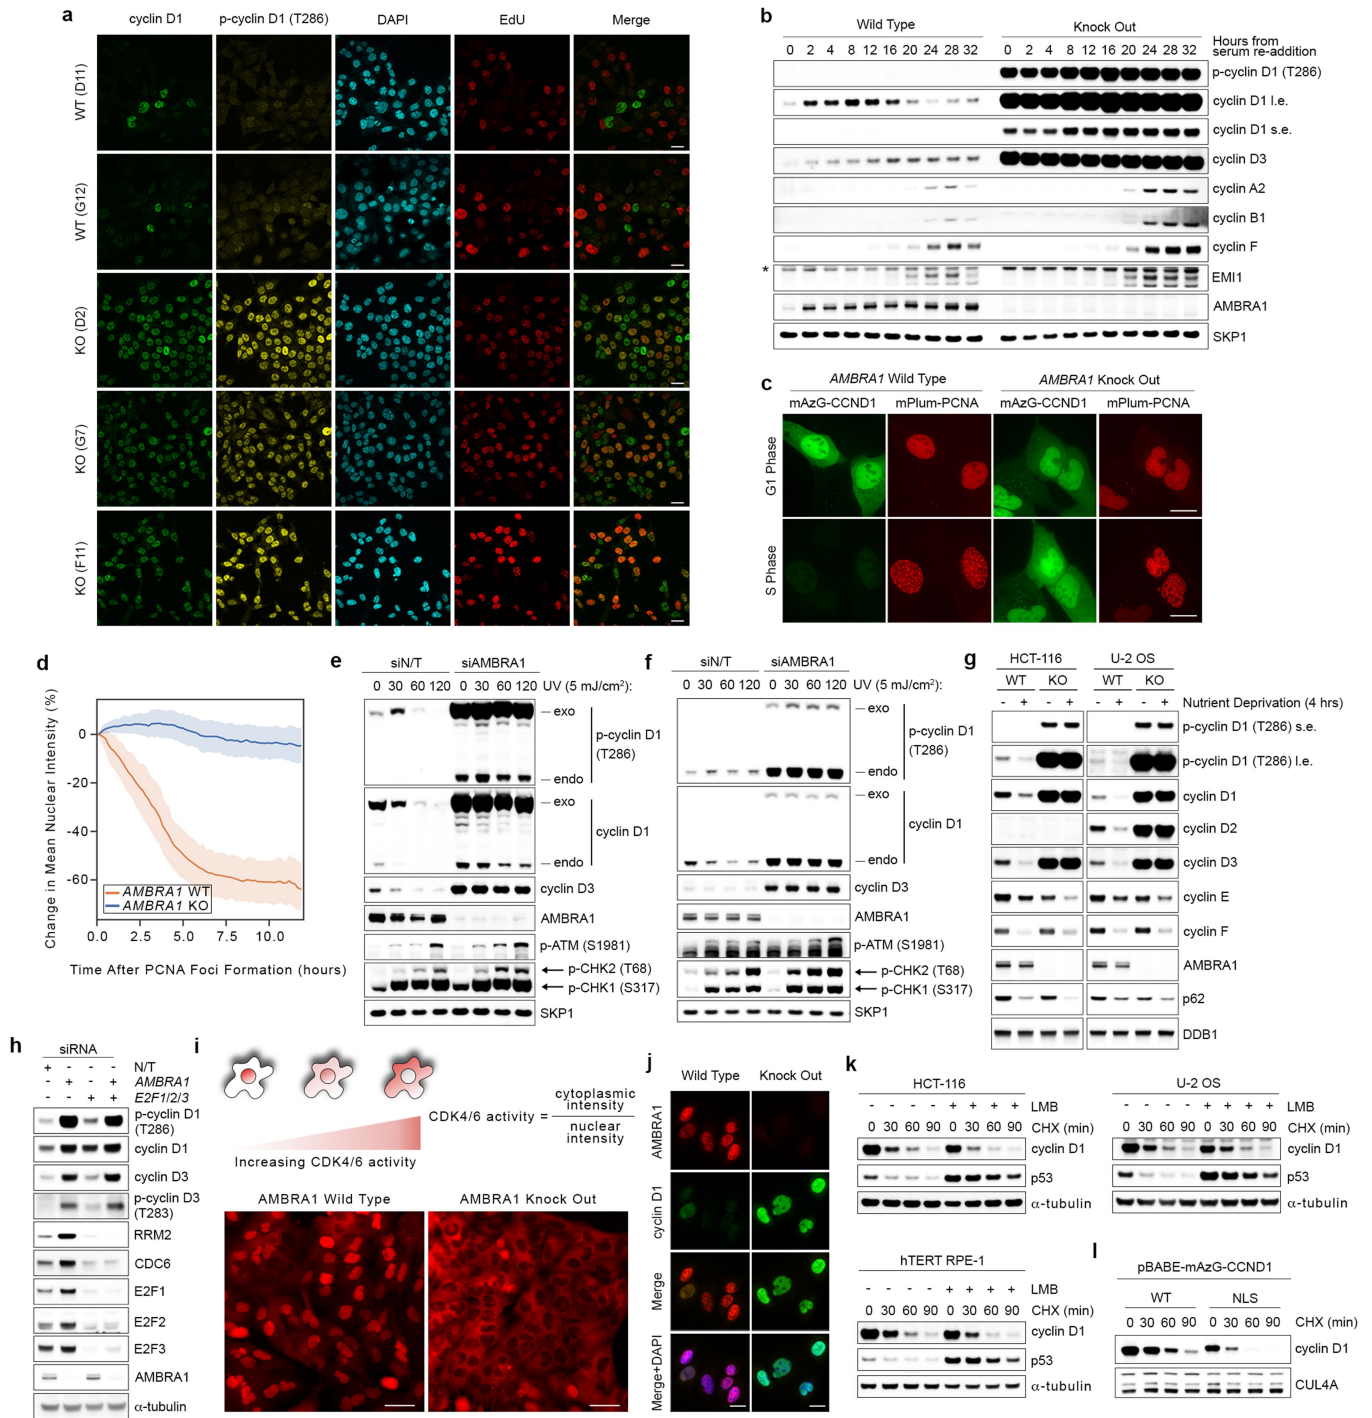 a
cyclin D1
p-cyclin D1 (T286)
DAPI
EdU
Merge
WT (D11)
WT (G12)
KO (D2)
KO (G7)
KO (F11)
b
Wild Type
Knock Out
0 2 4 8 12 16 20 24 28 32
0 2 4 8 12 16 20 24 28 32
Hours from
serum re-addition
p-cyclin D1 (T286)
cyclin D1 l.e.
cyclin D1 s.e.
cyclin D3
cyclin A2
cyclin B1
cyclin F
*
EMI1
AMBRA1
SKP1
c
AMBRA1 Wild Type
AMBRA1 Knock Out
mAzG-CCND1
mPlum-PCNA
mAzG-CCND1
mPlum-PCNA
G1 Phase
S Phase
d
Change in Mean Nuclear Intensity (%)
0
-20
-40
-60
AMBRA1 WT
AMBRA1 KO
0.0 2.5 5.0 7.5 10.0
Time After PCNA Foci Formation (hours)
e
siN/T
siAMBRA1
0 30 60 120 0 30 60 120 UV (5 mJ/cm²):
exo
p-cyclin D1
(T286)
endo
exo
cyclin D1
endo
cyclin D3
AMBRA1
p-ATM (S1981)
p-CHK2 (T68)
p-CHK1 (S317)
SKP1
f
siN/T
siAMBRA1
0 30 60 120 0 30 60 120 UV (5 mJ/cm²):
exo
p-cyclin D1
(T286)
endo
exo
cyclin D1
endo
cyclin D3
AMBRA1
p-ATM (S1981)
p-CHK2 (T68)
p-CHK1 (S317)
SKP1
g
HCT-116
U-2 OS
WT KO WT KO
- + - + - + - + Nutrient Deprivation (4 hrs)
p-cyclin D1 (T286) s.e.
p-cyclin D1 (T286) l.e.
cyclin D1
cyclin D2
cyclin D3
cyclin E
cyclin F
AMBRA1
p62
DDB1
h
siRNA
+ - - - N/T
- + - + AMBRA1
- - + + E2F1/2/3
p-cyclin D1
(T286)
cyclin D1
cyclin D3
p-cyclin D3
(T283)
RRM2
CDC6
E2F1
E2F2
E2F3
AMBRA1
α-tubulin
i
CDK4/6 activity = cytoplasmic intensity / nuclear intensity
Increasing CDK4/6 activity
AMBRA1 Wild Type
AMBRA1 Knock Out
j
Wild Type
Knock Out
AMBRA1
cyclin D1
Merge
Merge+DAPI
k
HCT-116
- - - - + + + + LMB
0 30 60 90 0 30 60 90 CHX (min)
cyclin D1
p53
α-tubulin
U-2 OS
- - - - + + + + LMB
0 30 60 90 0 30 60 90 CHX (min)
cyclin D1
p53
α-tubulin
hTERT RPE-1
- - - - + + + + LMB
0 30 60 90 0 30 60 90 CHX (min)
cyclin D1
p53
α-tubulin
l
pBABE-mAzG-CCND1
WT
NLS
0 30 60 90 0 30 60 90 CHX (min)
cyclin D1
CUL4A